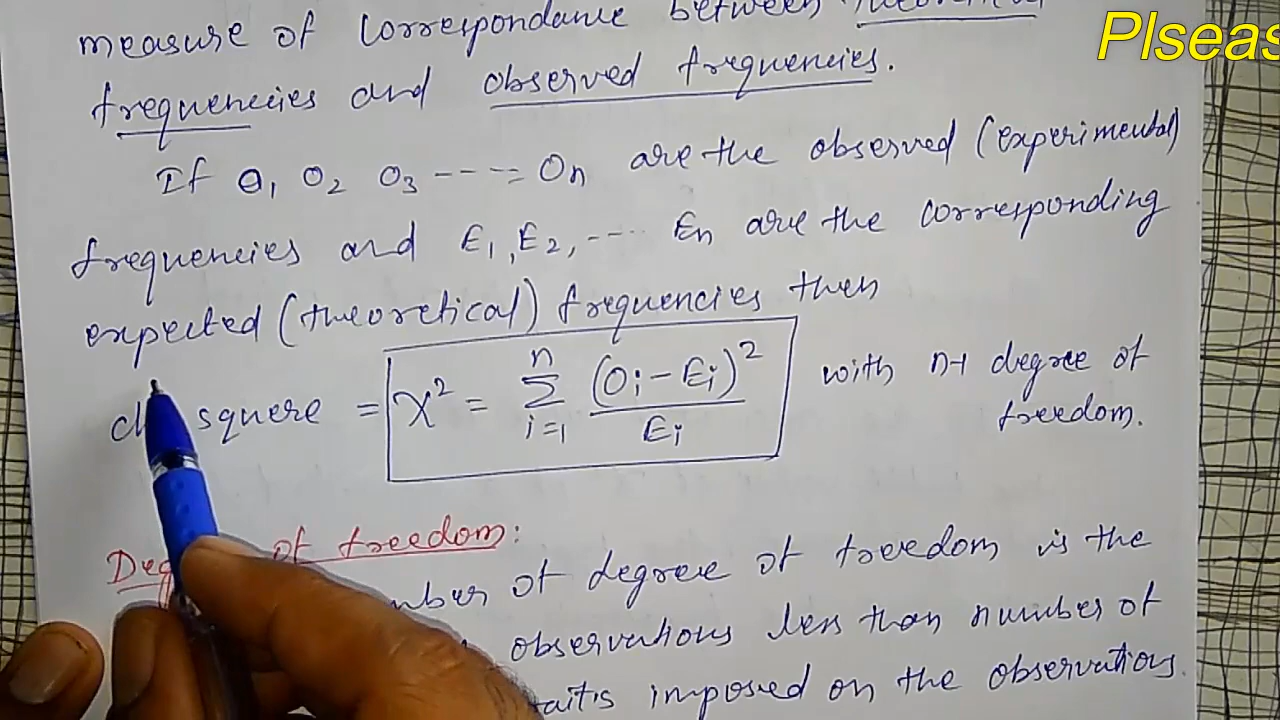 measure of correspondance between theoretical
frequencies and observed frequencies.
If O1 O2 O3 ----= On are the observed (experimental)
frequencies and E1, E2, ---- En are the corresponding
expected (theoretical) frequencies then
squere = χ² = n∑i=1 (Oi - Ei)² / Ei with n-1 degree of
freedom.
of freedom:
of degree of freedom is the
observations less than number of
imposed on the observations.
Plseas